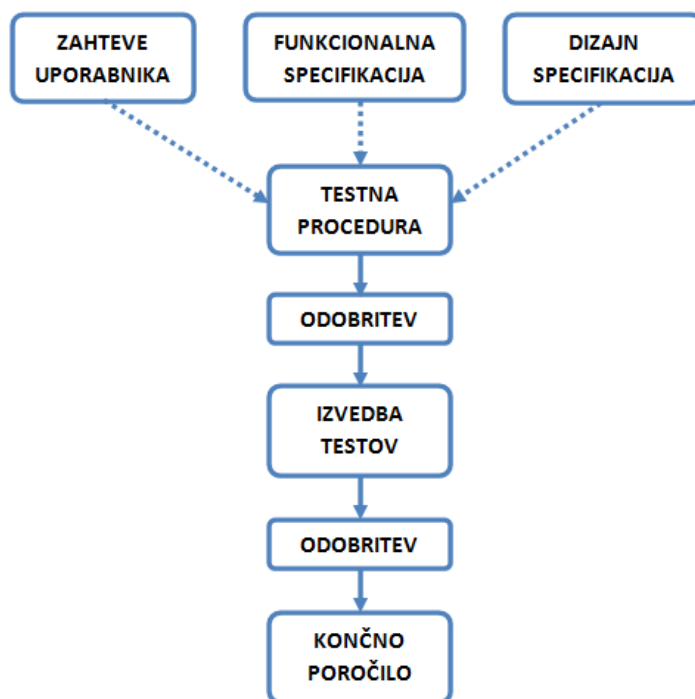 ZAHTEVE
UPORABNIKA
FUNKCIONALNA
SPECIFIKACIJA
DIZAJN
SPECIFIKACIJA
TESTNA
PROCEDURA
ODOBRITEV
IZVEDBA
TESTOV
ODOBRITEV
KONČNO
POROČILO